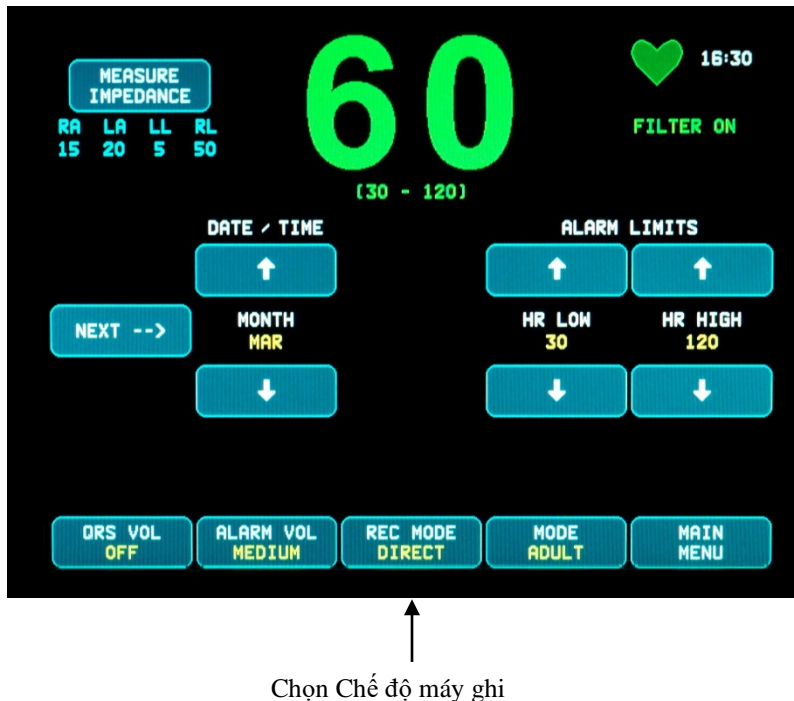 MEASURE
IMPEDANCE
RA LA LL RL
15 20 5 50
60
(30 - 120)
16:30
FILTER ON
DATE / TIME
ALARM LIMITS
NEXT -->
MONTH
MAR
HR LOW
30
HR HIGH
120
QRS VOL
OFF
ALARM VOL
MEDIUM
REC MODE
DIRECT
MODE
ADULT
MAIN
MENU
Chọn Chế độ máy ghi